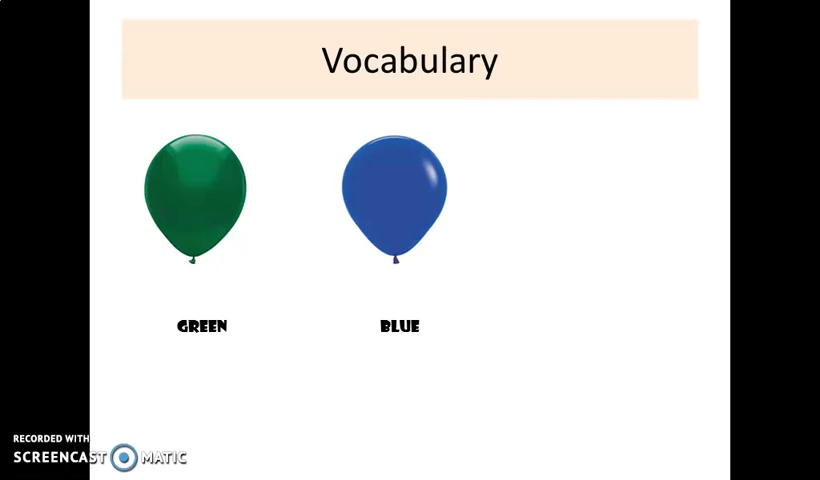 Vocabulary
GREEN
BLUE
RECORDED WITH
SCREENCAST MATIC